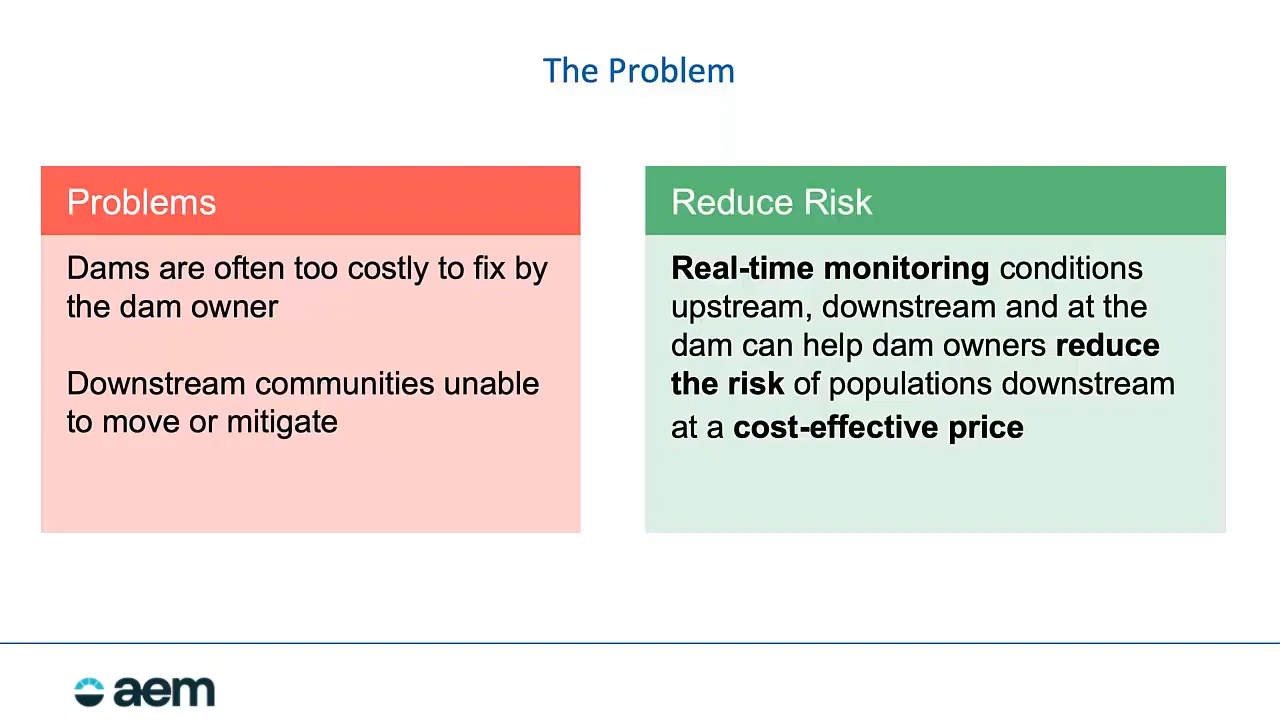 The Problem
Problems
Dams are often too costly to fix by
the dam owner
Downstream communities unable
to move or mitigate
Reduce Risk
Real-time monitoring conditions
upstream, downstream and at the
dam can help dam owners reduce
the risk of populations downstream
at a cost-effective price
aem